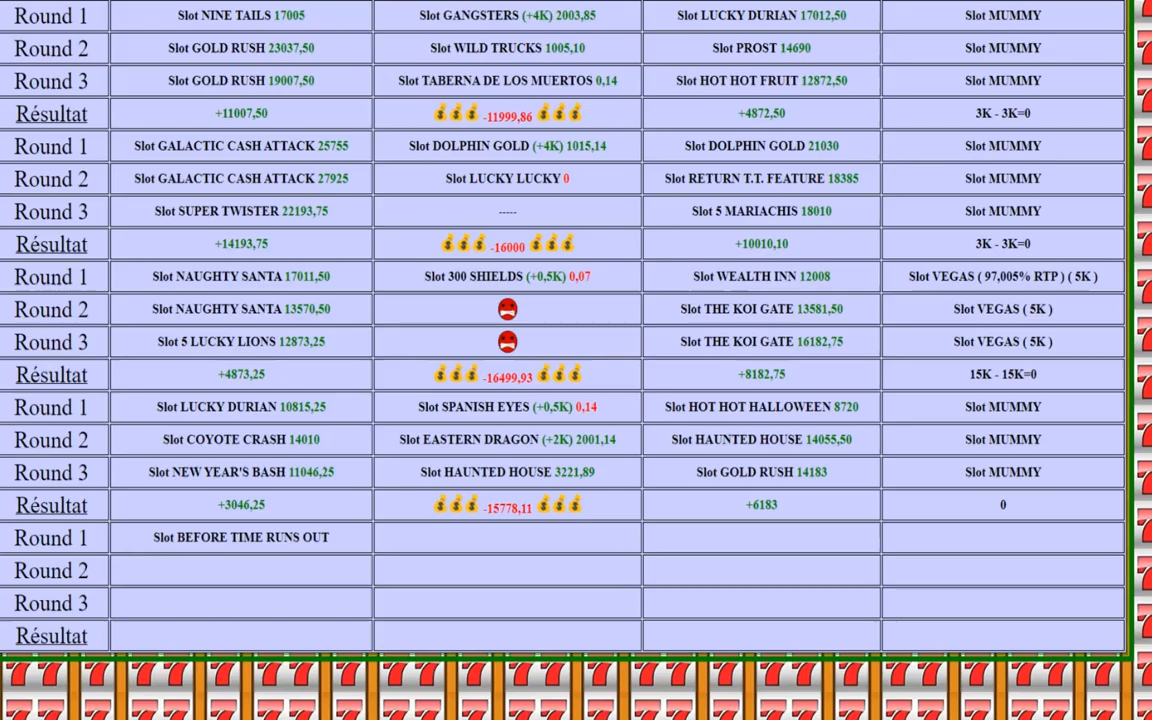 Round 1 Slot NINE TAILS 17005 Slot GANGSTERS (+4K) 2003,85 Slot LUCKY DURIAN 17012,50 Slot MUMMY
Round 2 Slot GOLD RUSH 23037,50 Slot WILD TRUCKS 1005,10 Slot PROST 14690 Slot MUMMY
Round 3 Slot GOLD RUSH 19007,50 Slot TABERNA DE LOS MUERTOS 0,14 Slot HOT HOT FRUIT 12872,50 Slot MUMMY
Résultat +11007,50 -11999,86 +4872,50 3K - 3K=0
Round 1 Slot GALACTIC CASH ATTACK 25755 Slot DOLPHIN GOLD (+4K) 1015,14 Slot DOLPHIN GOLD 21030 Slot MUMMY
Round 2 Slot GALACTIC CASH ATTACK 27925 Slot LUCKY LUCKY 0 Slot RETURN T.T. FEATURE 18385 Slot MUMMY
Round 3 Slot SUPER TWISTER 22193,75 ----- Slot 5 MARIACHIS 18010 Slot MUMMY
Résultat +14193,75 -16000 +10010,10 3K - 3K=0
Round 1 Slot NAUGHTY SANTA 17011,50 Slot 300 SHIELDS (+0,5K) 0,07 Slot WEALTH INN 12008 Slot VEGAS ( 97,005% RTP ) ( 5K )
Round 2 Slot NAUGHTY SANTA 13570,50 Slot THE KOI GATE 13581,50 Slot VEGAS ( 5K )
Round 3 Slot 5 LUCKY LIONS 12873,25 Slot THE KOI GATE 16182,75 Slot VEGAS ( 5K )
Résultat +4873,25 -16499,93 +8182,75 15K - 15K=0
Round 1 Slot LUCKY DURIAN 10815,25 Slot SPANISH EYES (+0,5K) 0,14 Slot HOT HOT HALLOWEEN 8720 Slot MUMMY
Round 2 Slot COYOTE CRASH 14010 Slot EASTERN DRAGON (+2K) 2001,14 Slot HAUNTED HOUSE 14055,50 Slot MUMMY
Round 3 Slot NEW YEAR'S BASH 11046,25 Slot HAUNTED HOUSE 3221,89 Slot GOLD RUSH 14183 Slot MUMMY
Résultat +3046,25 -15778,11 +6183 0
Round 1 Slot BEFORE TIME RUNS OUT
Round 2
Round 3
Résultat